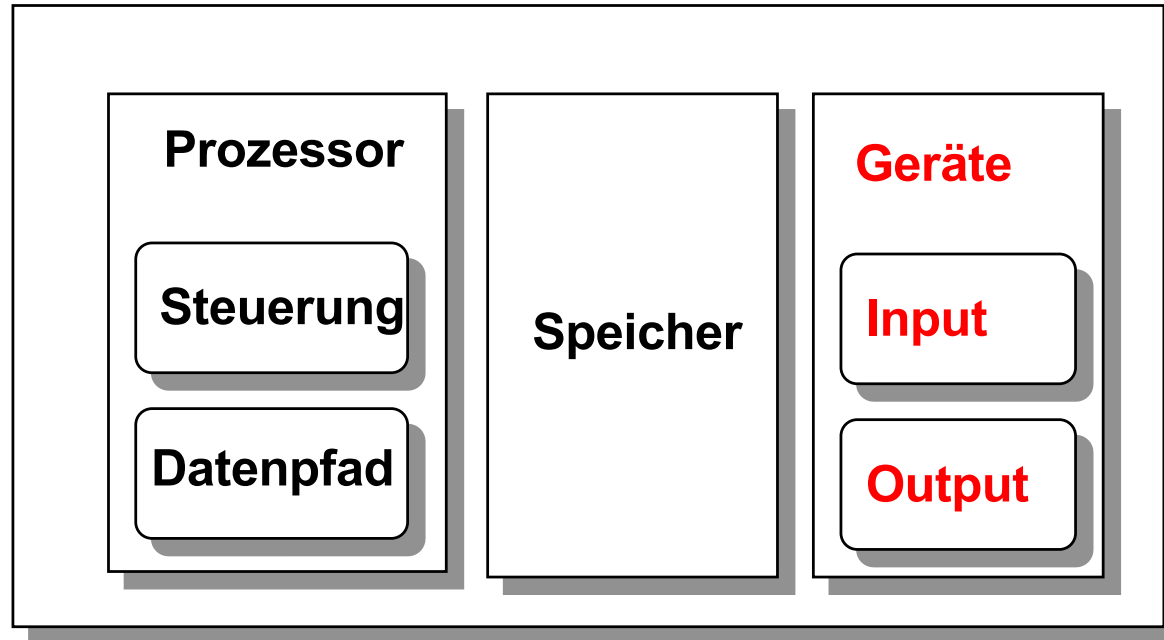 Prozessor
Steuerung
Datenpfad
Speicher
Geräte
Input
Output